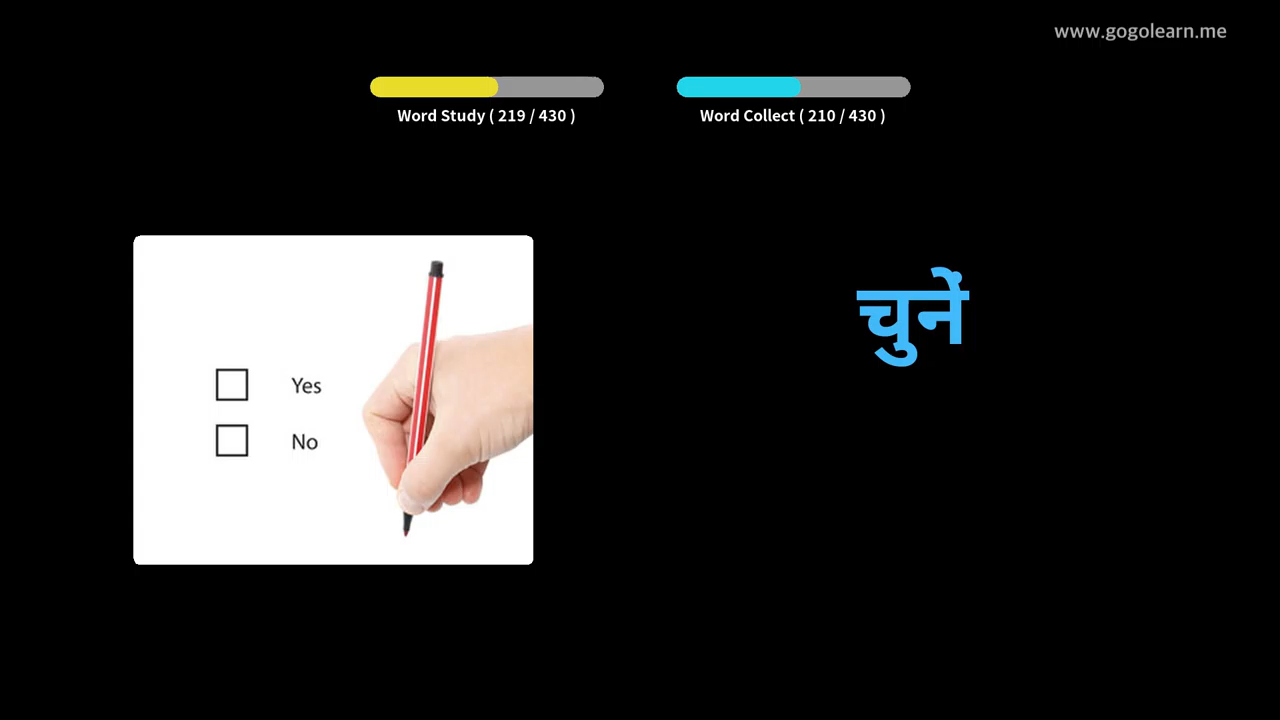 www.gogolearn.me
Word Study ( 219 / 430 )
Word Collect ( 210 / 430 )
चुनें
Yes
No